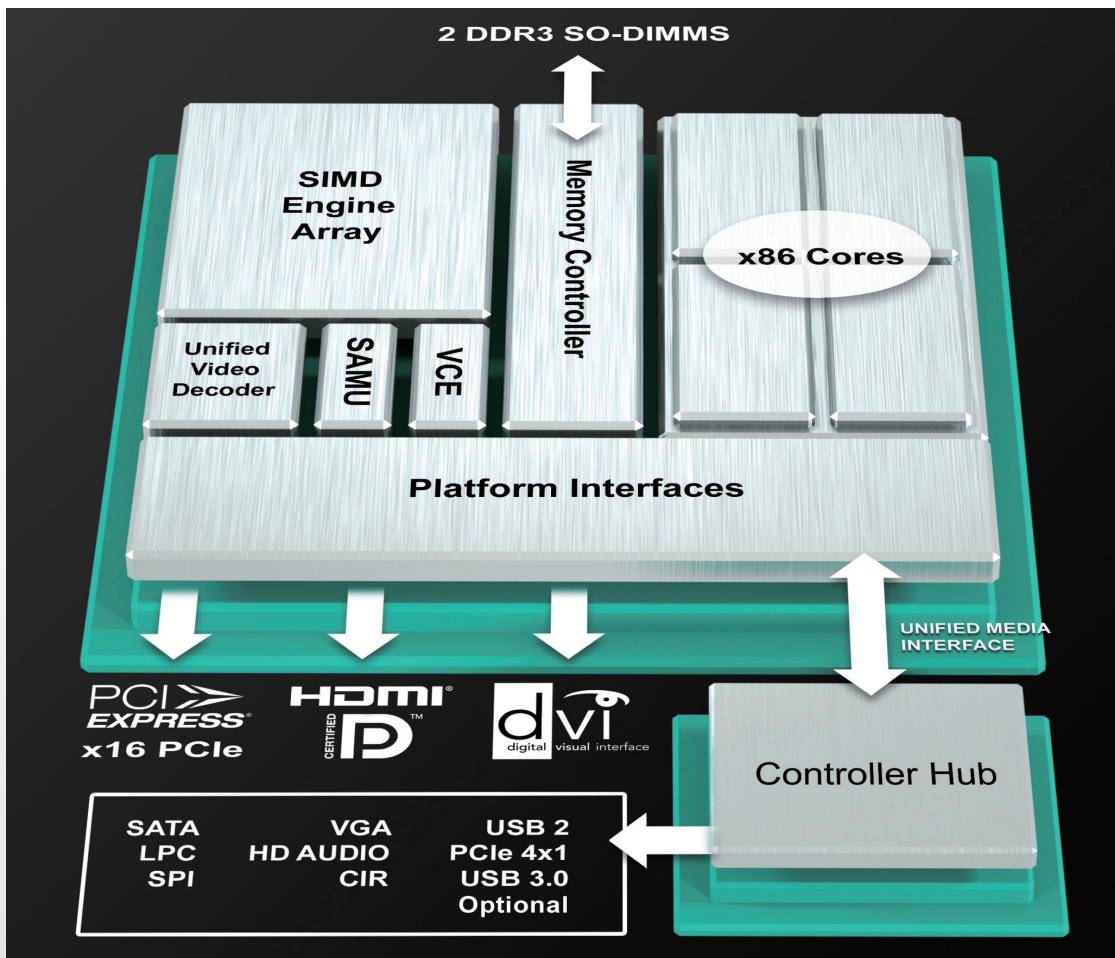 2 DDR3 SO-DIMMS
SIMD
Engine
Array
Memory Controller
x86 Cores
Unified
Video
Decoder
SAMU
VCE
Platform Interfaces
UNIFIED MEDIA
INTERFACE
PCI
EXPRESS®
x16 PCIe
HDMI®
CERTIFIED
DP™
dvi
digital visual interface
Controller Hub
SATA VGA USB 2
LPC HD AUDIO PCIe 4x1
SPI CIR USB 3.0
Optional